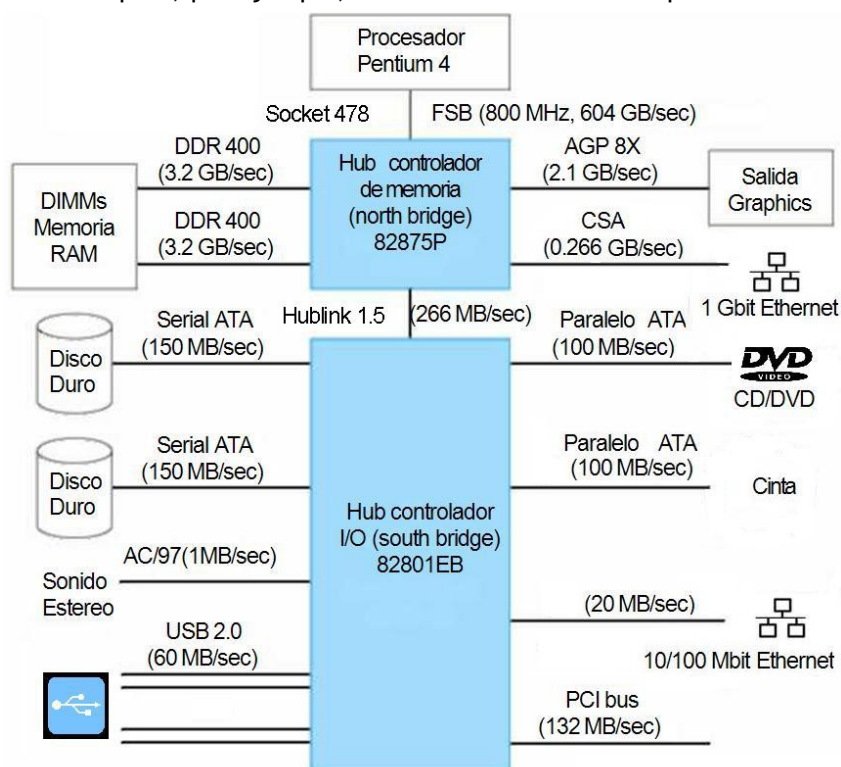 Procesador
Pentium 4
Socket 478
FSB (800 MHz, 604 GB/sec)
DDR 400
(3.2 GB/sec)
Hub controlador
de memoria
(north bridge)
82875P
AGP 8X
(2.1 GB/sec)
DIMMs
Memoria
RAM
Salida
Graphics
DDR 400
(3.2 GB/sec)
CSA
(0.266 GB/sec)
1 Gbit Ethernet
Hublink 1.5
(266 MB/sec)
Serial ATA
(150 MB/sec)
Disco
Duro
Paralelo ATA
(100 MB/sec)
DVD
VIDEO
CD/DVD
Serial ATA
(150 MB/sec)
Disco
Duro
Paralelo ATA
(100 MB/sec)
Cinta
Hub controlador
I/O (south bridge)
82801EB
AC/97(1MB/sec)
Sonido
Estereo
(20 MB/sec)
10/100 Mbit Ethernet
USB 2.0
(60 MB/sec)
PCI bus
(132 MB/sec)